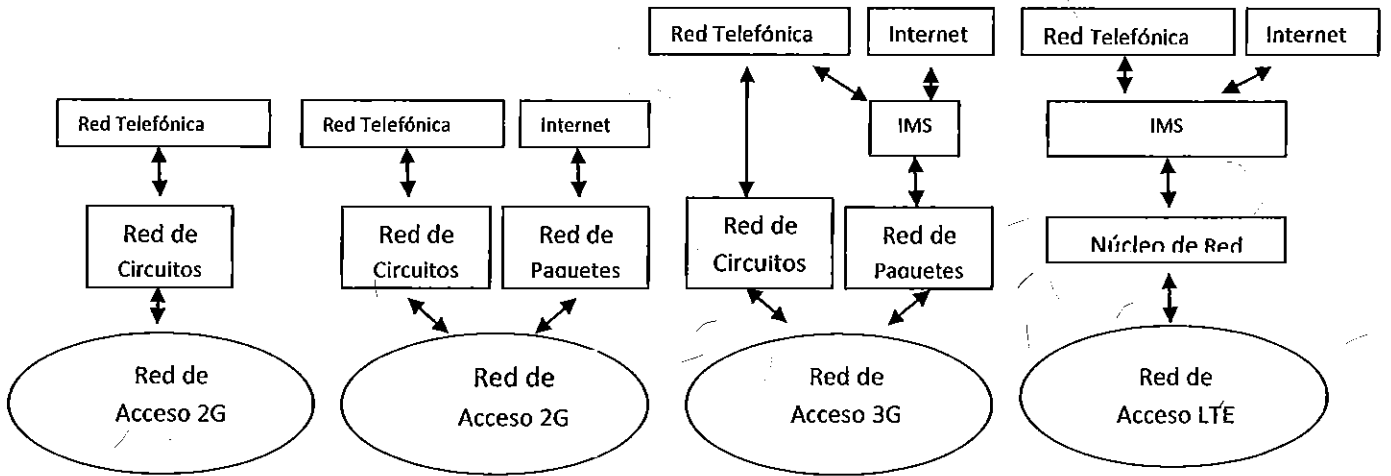 Red Telefónica
Red de
Circuitos
Red de
Acceso 2G
Red Telefónica
Internet
Red de
Circuitos
Red de
Paquetes
Red de
Acceso 2G
Red Telefónica
Internet
IMS
Red de
Circuitos
Red de
Paquetes
Red de
Acceso 3G
Red Telefónica
Internet
IMS
Núcleo de Red
Red de
Acceso LTE